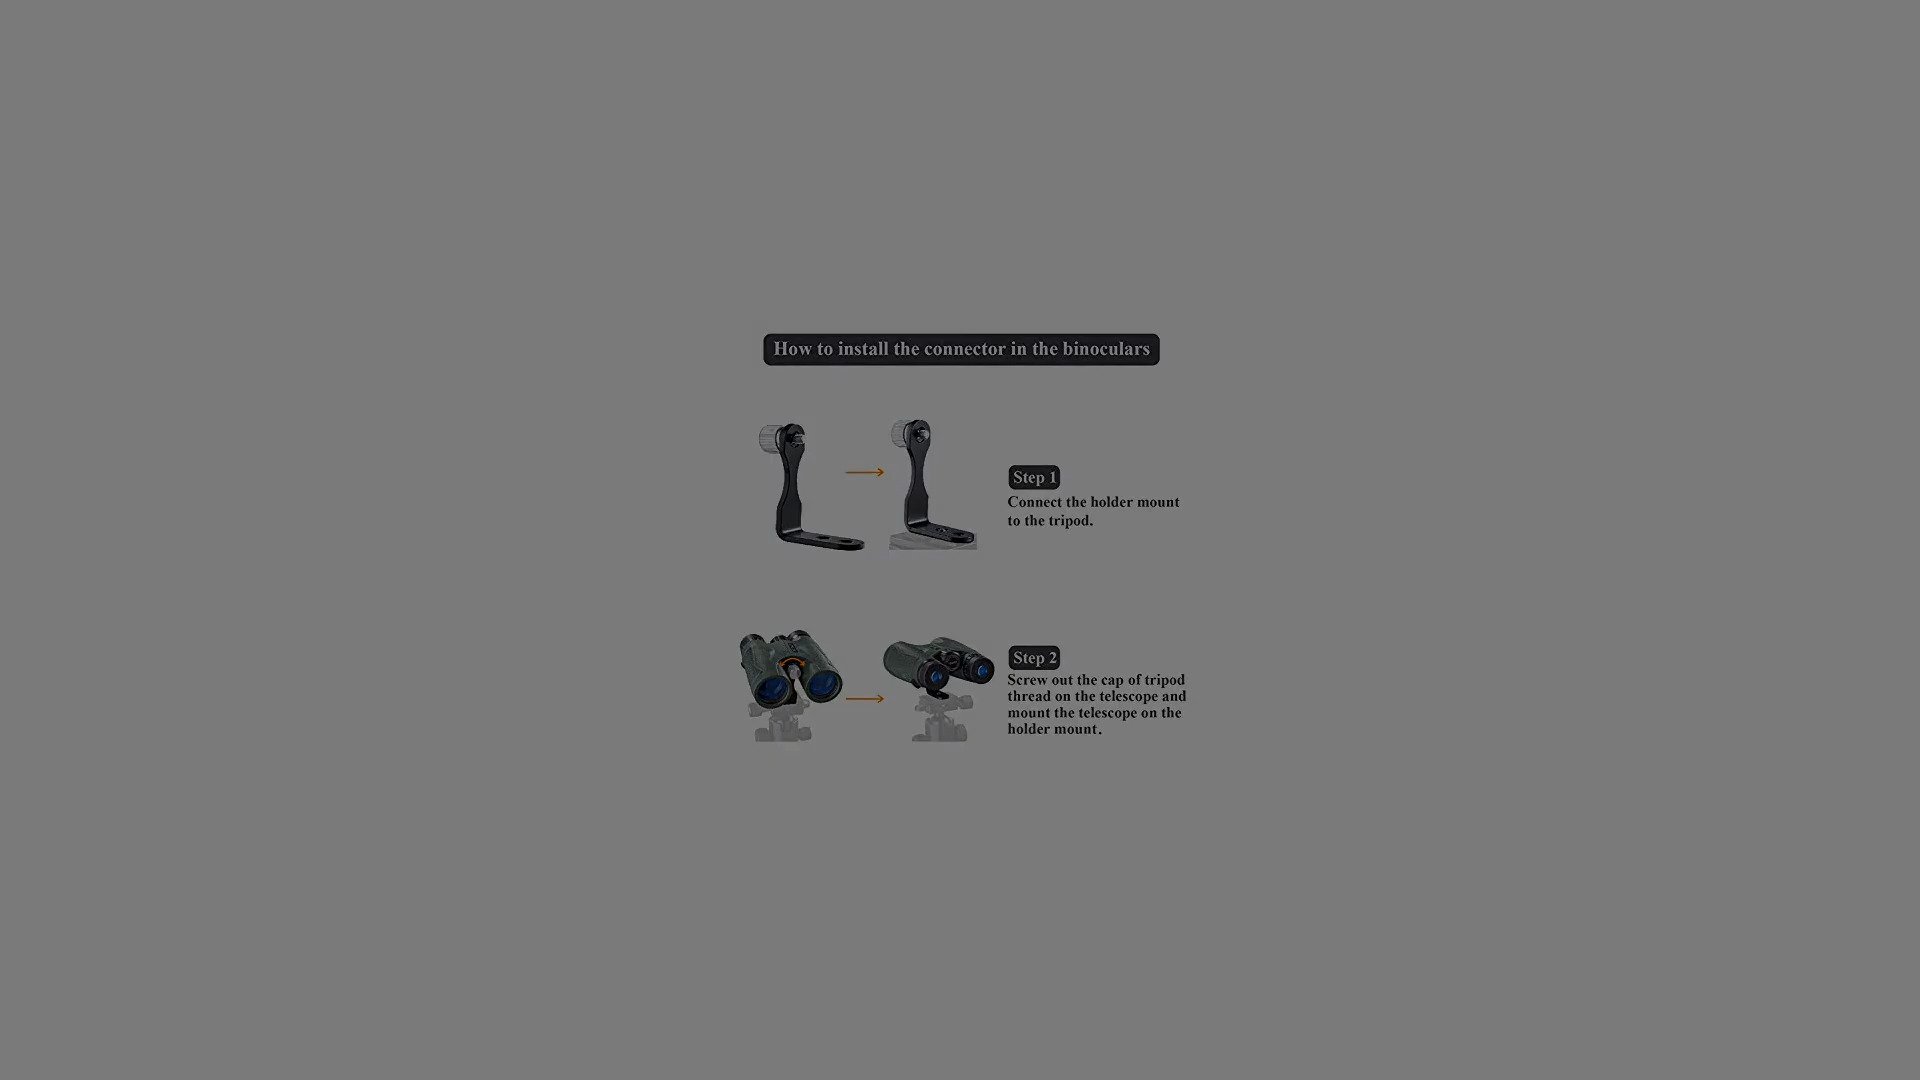 How to install the connector in the binoculars
Step 1
Connect the holder mount
to the tripod.
Step 2
Screw out the cap of tripod
thread on the telescope and
mount the telescope on the
holder mount.